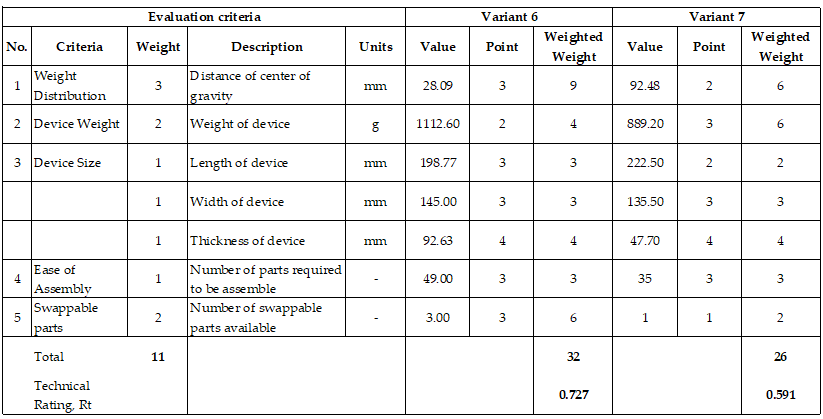 Evaluation criteria Variant 6 Variant 7
No. Criteria Weight Description Units Value Point Weighted Weight Value Point Weighted Weight
1 Weight Distribution 3 Distance of center of gravity mm 28.09 3 9 92.48 2 6
2 Device Weight 2 Weight of device g 1112.60 2 4 889.20 3 6
3 Device Size 1 Length of device mm 198.77 3 3 222.50 2 2
1 Width of device mm 145.00 3 3 135.50 3 3
1 Thickness of device mm 92.63 4 4 47.70 4 4
4 Ease of Assembly 1 Number of parts required to be assemble - 49.00 3 3 35 3 3
5 Swappable parts 2 Number of swappable parts available - 3.00 3 6 1 1 2
Total 11 32 26
Technical Rating, Rt 0.727 0.591